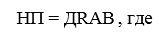 НП = ДRAB , где